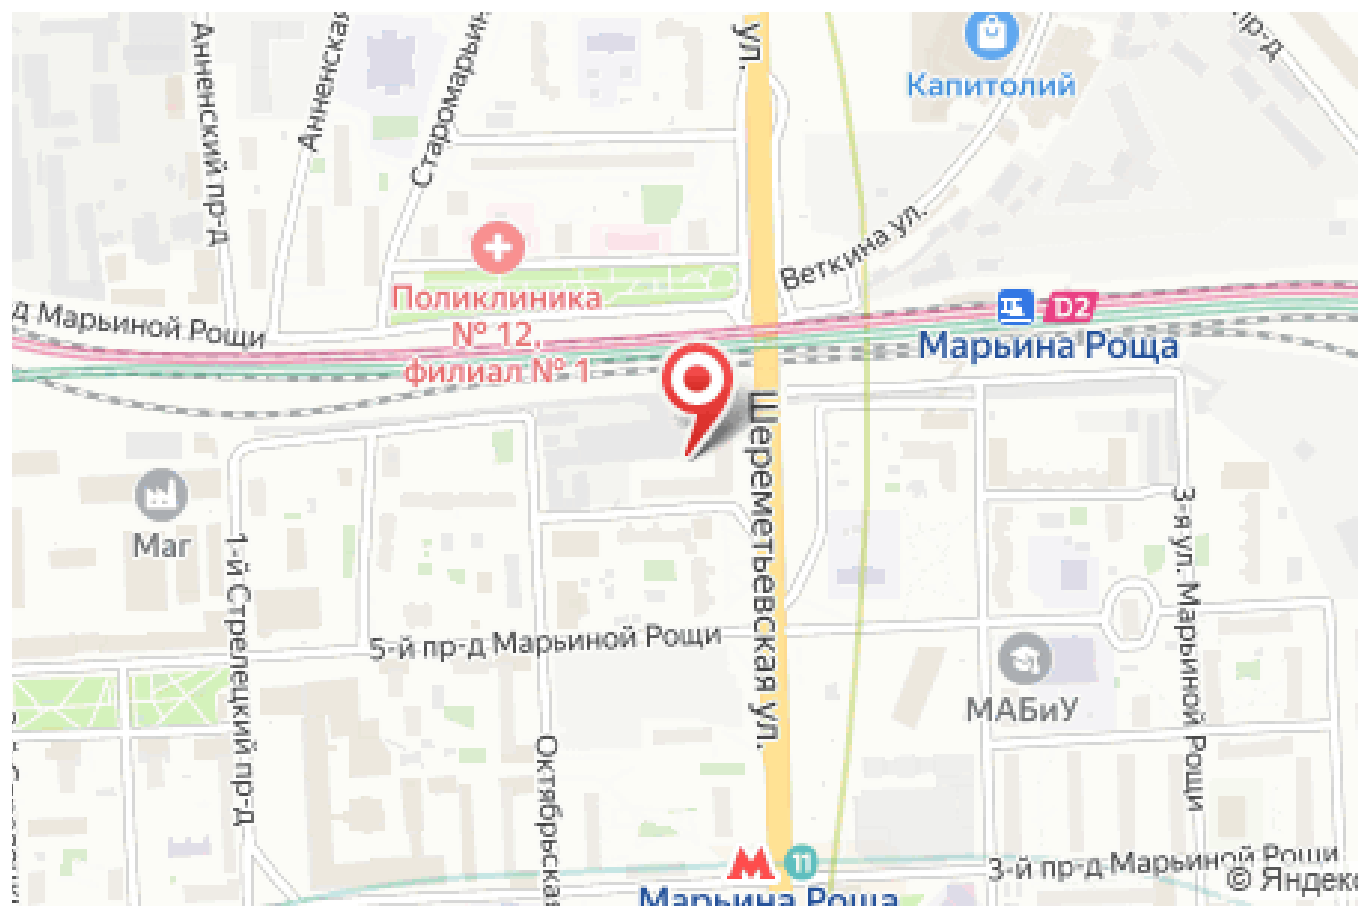 Анненский пр-д
Анненская
Старомарьин
ул.
Капитолий
пр-д
Веткина ул.
Поликлиника
№ 12,
филиал № 1
д Марьиной Рощи
D2
Марьина Роща
Шереметьевская ул.
Маг
1-й Стрелецкий пр-д
5-й пр-д Марьиной Рощи
3-я ул. Марьиной Рощи
МАБиУ
Октябрьская
11
Марьина Роща
3-й пр-д Марьиной Рощи
© Яндекс